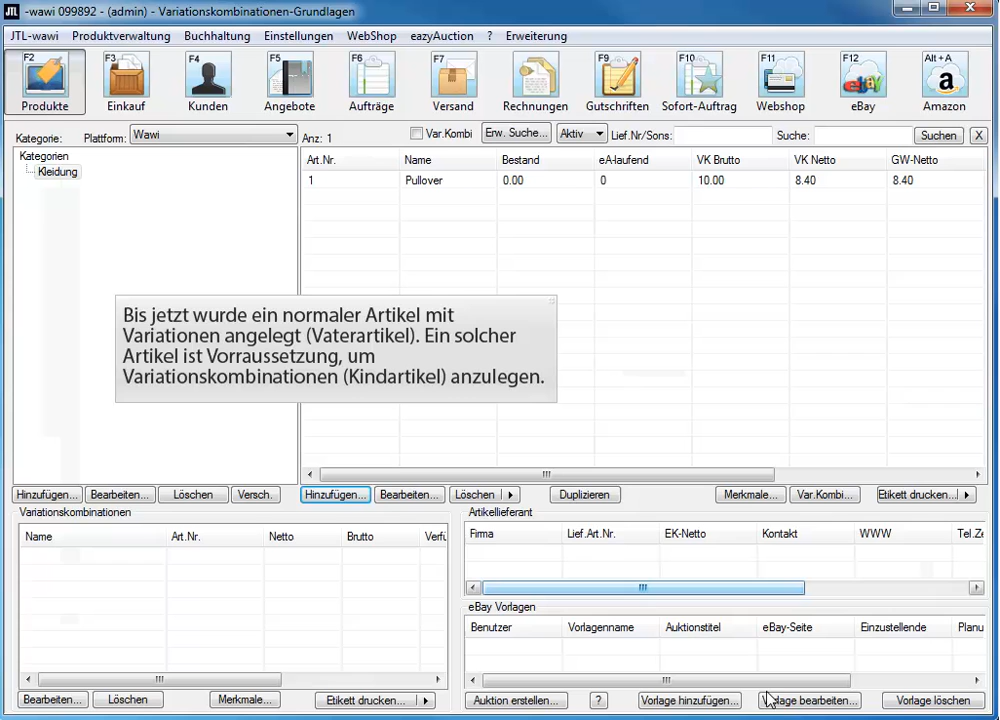 JTL -wawi 099892 - (admin) - Variationskombinationen-Grundlagen
JTL-wawi Produktverwaltung Buchhaltung Einstellungen WebShop eazyAuction ? Erweiterung
F2 F3 F4 F5 F6 F7 F9 F10 F11 F12 Alt + A
Produkte Einkauf Kunden Angebote Aufträge Versand Rechnungen Gutschriften Sofort-Auftrag Webshop eBay Amazon
Kategorie: Plattform: Wawi Anz: 1 Var.Kombi Erw. Suche... Aktiv Lief.Nr/Sons: Suche: Suchen X
Kategorien
Kleidung
Art.Nr. Name Bestand eA-laufend VK Brutto VK Netto GW-Netto
1 Pullover 0.00 0 10.00 8.40 8.40
Bis jetzt wurde ein normaler Artikel mit
Variationen angelegt (Vaterartikel). Ein solcher
Artikel ist Vorraussetzung, um
Variationskombinationen (Kindartikel) anzulegen.
Hinzufügen... Bearbeiten... Löschen Versch. Hinzufügen... Bearbeiten... Löschen Duplizieren Merkmale... Var.Kombi... Etikett drucken...
Variationskombinationen
Name Art.Nr. Netto Brutto Verfü
Artikellieferant
Firma Lief.Art.Nr. EK-Netto Kontakt WWW Tel.Ze
eBay Vorlagen
Benutzer Vorlagenname Auktionstitel eBay-Seite Einzustellende Planu
Bearbeiten... Löschen Merkmale... Etikett drucken... Auktion erstellen... ? Vorlage hinzufügen... Vorlage bearbeiten... Vorlage löschen